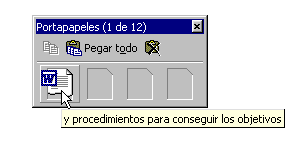 Portapapeles (1 de 12)
Pegar todo
W
y procedimientos para conseguir los objetivos